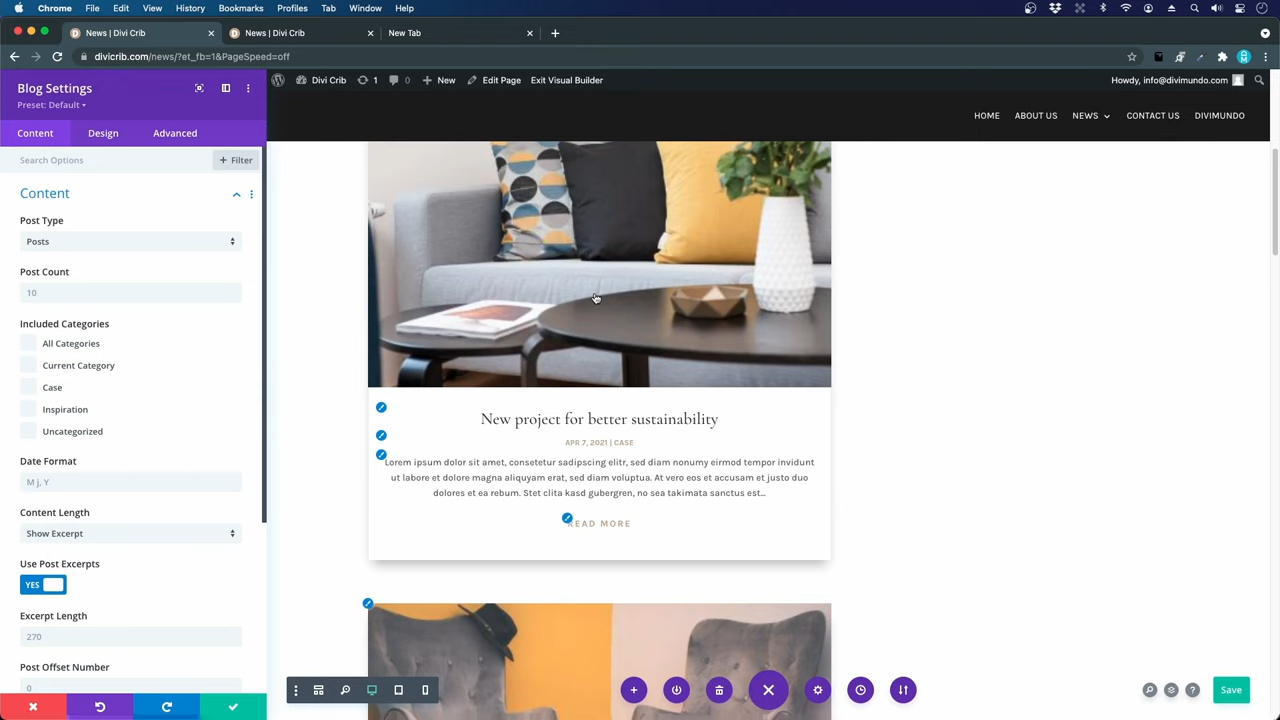 Chrome File Edit View History Bookmarks Profiles Tab Window Help
News | Divi Crib × News | Divi Crib × New Tab × +
divicrib.com/news/?et_fb=1&PageSpeed=off
Divi Crib 1 0 + New Edit Page Exit Visual Builder Howdy, info@divimundo.com
HOME ABOUT US NEWS CONTACT US DIVIMUNDO
Blog Settings
Preset: Default
Content Design Advanced
Search Options + Filter
Content
Post Type
Posts
Post Count
10
Included Categories
All Categories
Current Category
Case
Inspiration
Uncategorized
Date Format
M j, Y
Content Length
Show Excerpt
Use Post Excerpts
YES
Excerpt Length
270
Post Offset Number
0
New project for better sustainability
APR 7, 2021 | CASE
Lorem ipsum dolor sit amet, consetetur sadipscing elitr, sed diam nonumy eirmod tempor invidunt
ut labore et dolore magna aliquyam erat, sed diam voluptua. At vero eos et accusam et justo duo
dolores et ea rebum. Stet clita kasd gubergren, no sea takimata sanctus est...
READ MORE
Save